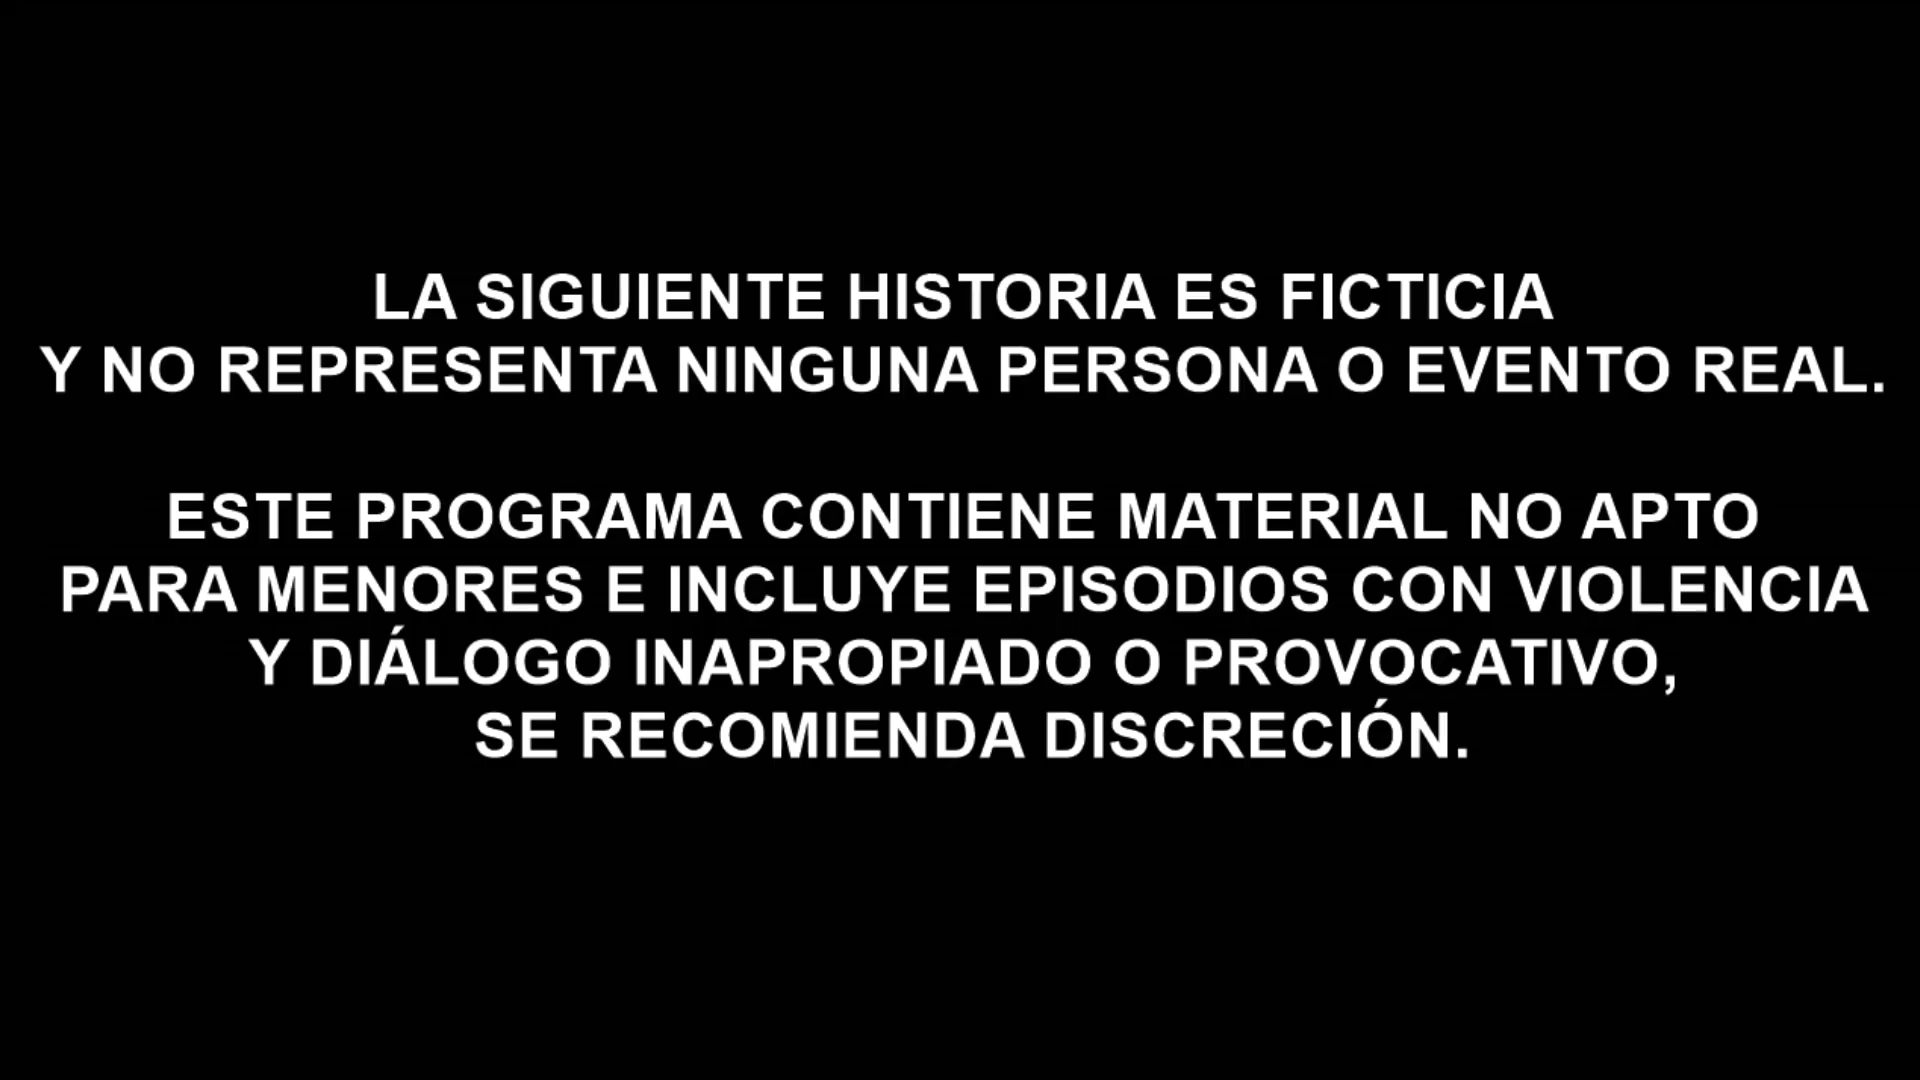 LA SIGUIENTE HISTORIA ES FICTICIA
Y NO REPRESENTA NINGUNA PERSONA O EVENTO REAL.
ESTE PROGRAMA CONTIENE MATERIAL NO APTO
PARA MENORES E INCLUYE EPISODIOS CON VIOLENCIA
Y DIÁLOGO INAPROPIADO O PROVOCATIVO,
SE RECOMIENDA DISCRECIÓN.